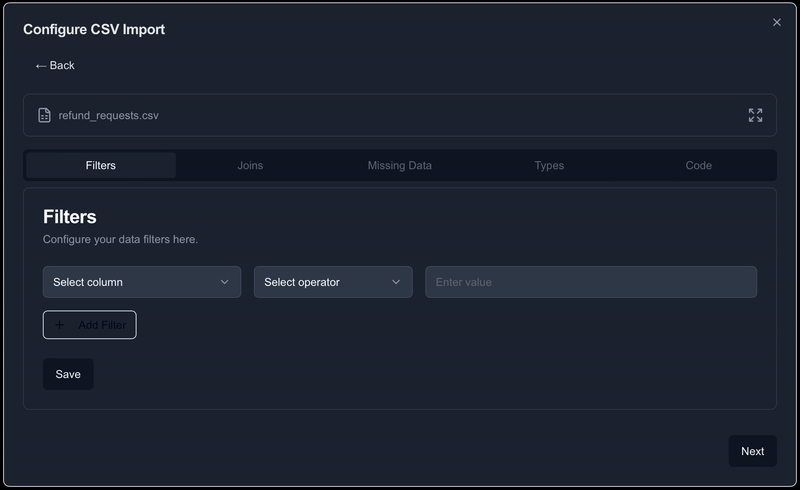 Configure CSV Import
← Back
refund_requests.csv
Filters Joins Missing Data Types Code
Filters
Configure your data filters here.
Select column Select operator Enter value
+ Add Filter
Save
Next